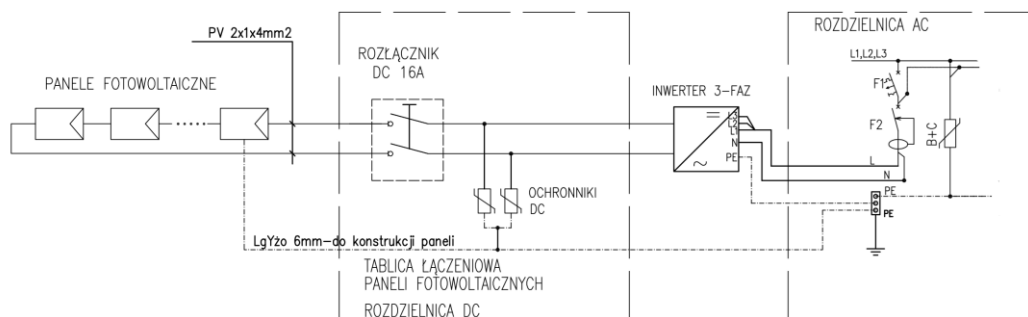 PV 2x1x4mm2
PANELE FOTOWOLTAICZNE
ROZŁĄCZNIK
DC 16A
OCHRONNIKI
DC
LgYżo 6mm-do konstrukcji paneli
TABLICA ŁĄCZENIOWA
PANELI FOTOWOLTAICZNYCH
ROZDZIELNICA DC
INWERTER 3-FAZ
L3
L2
L1
N
PE
ROZDZIELNICA AC
L1,L2,L3
F1
F2
B+C
L
N
PE
PE